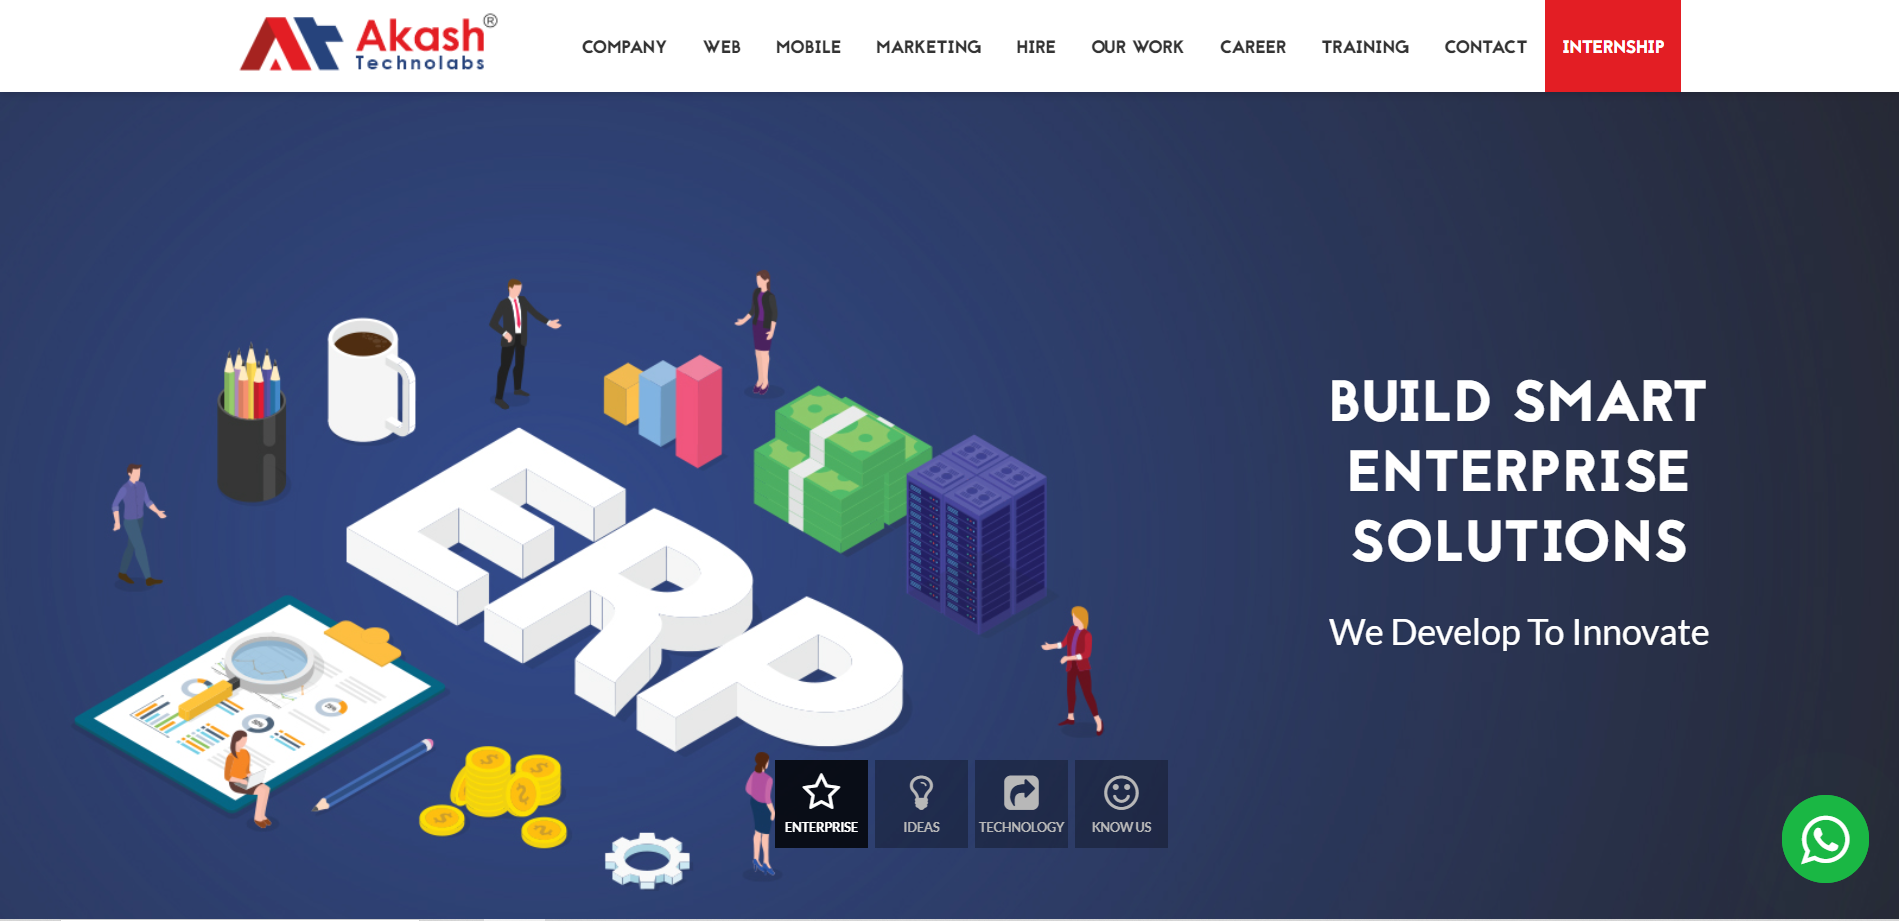 Akash®
Technolabs
COMPANY WEB MOBILE MARKETING HIRE OUR WORK CAREER TRAINING CONTACT INTERNSHIP
BUILD SMART
ENTERPRISE
SOLUTIONS
We Develop To Innovate
ERP
ENTERPRISE IDEAS TECHNOLOGY KNOW US